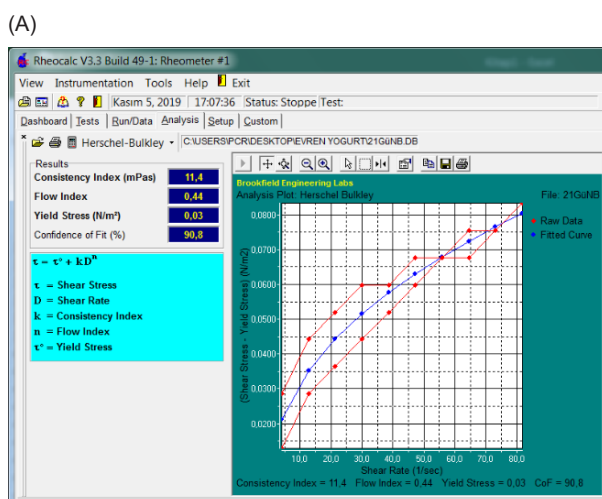 (A)
Rheocalc V3.3 Build 49-1: Rheometer #1
View Instrumentation Tools Help Exit
Kasım 5, 2019 17:07:36 Status: Stoppe Test:
Dashboard Tests Run/Data Analysis Setup Custom
Herschel-Bulkley C:\USERS\PCR\DESKTOP\EVREN YOGURT\21GüNB.DB
Results
Consistency Index (mPas) 11,4
Flow Index 0,44
Yield Stress (N/m²) 0,03
Confidence of Fit (%) 90,8
τ = τ° + kDⁿ
τ = Shear Stress
D = Shear Rate
k = Consistency Index
n = Flow Index
τ° = Yield Stress
Brookfield Engineering Labs
Analysis Plot: Herschel Bulkley File: 21GüNB
Raw Data
Fitted Curve
(Shear Stress - Yield Stress) (N/m2)
0,0800
0,0700
0,0600
0,0500
0,0400
0,0300
0,0200
10,0 20,0 30,0 40,0 50,0 60,0 70,0 80,0
Shear Rate (1/sec)
Consistency Index = 11,4 Flow Index = 0,44 Yield Stress = 0,03 CoF = 90,8